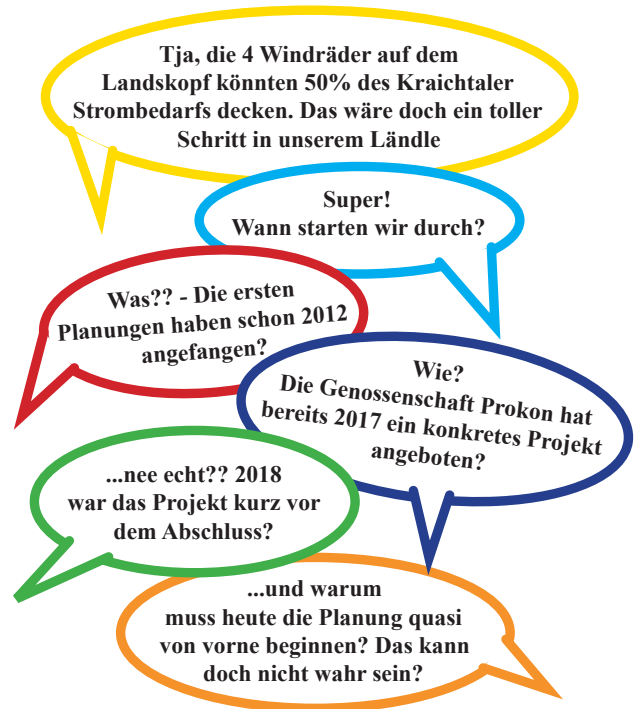 Tja, die 4 Windräder auf dem
Landskopf könnten 50% des Kraichtaler
Strombedarfs decken. Das wäre doch ein toller
Schritt in unserem Ländle
Super!
Wann starten wir durch?
Was?? - Die ersten
Planungen haben schon 2012
angefangen?
Wie?
Die Genossenschaft Prokon hat
bereits 2017 ein konkretes Projekt
angeboten?
...nee echt?? 2018
war das Projekt kurz vor
dem Abschluss?
...und warum
muss heute die Planung quasi
von vorne beginnen? Das kann
doch nicht wahr sein?